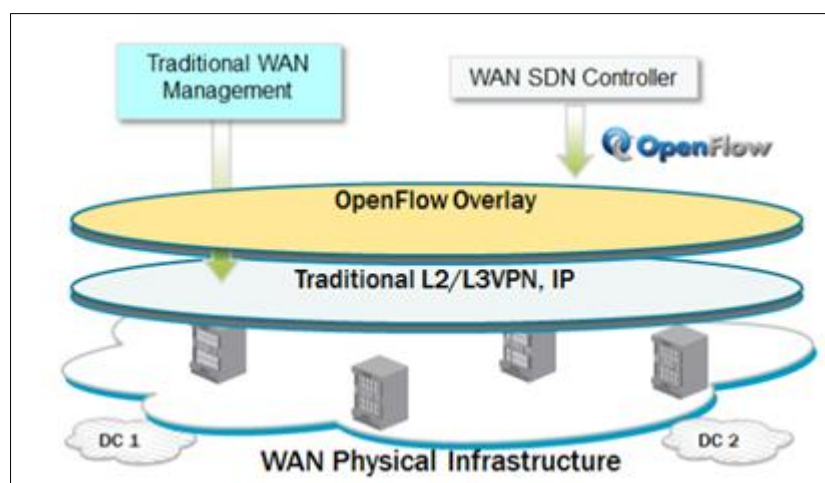 Traditional WAN
Management
WAN SDN Controller
OpenFlow
OpenFlow Overlay
Traditional L2/L3VPN, IP
DC 1
DC 2
WAN Physical Infrastructure